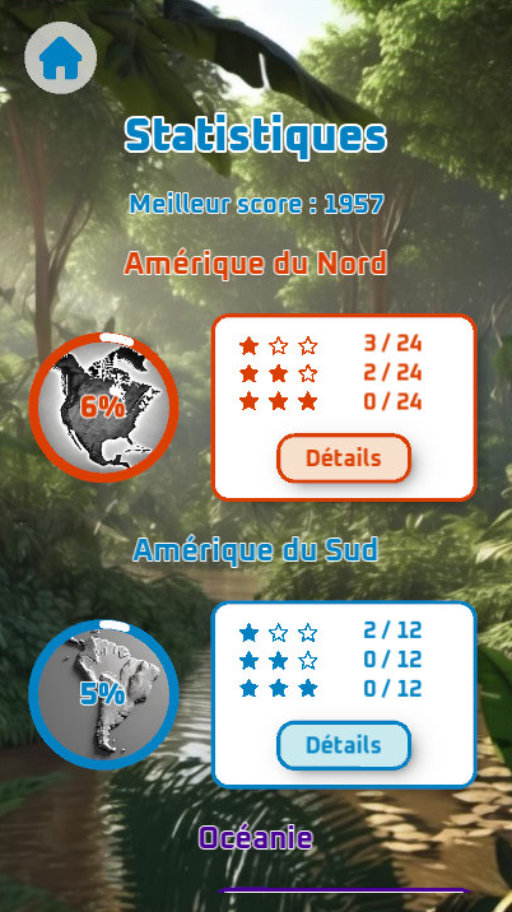 Statistiques
Meilleur score : 1957
Amérique du Nord
3 / 24
2 / 24
0 / 24
6%
Détails
Amérique du Sud
2 / 12
0 / 12
0 / 12
5%
Détails
Océanie